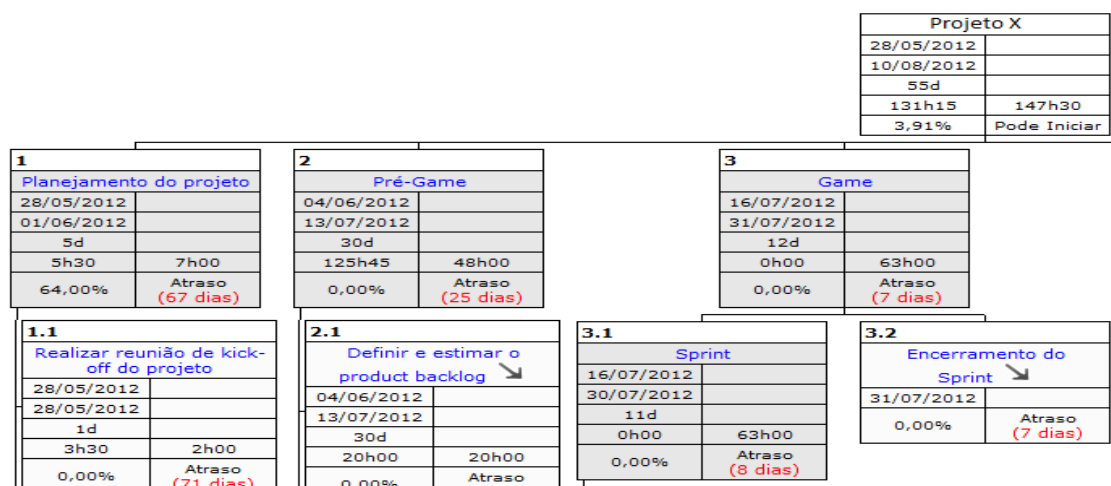 Projeto X
28/05/2012
10/08/2012
55d
131h15 147h30
3,91% Pode Iniciar
1
Planejamento do projeto
28/05/2012
01/06/2012
5d
5h30 7h00
64,00% Atraso
(67 dias)
2
Pré-Game
04/06/2012
13/07/2012
30d
125h45 48h00
0,00% Atraso
(25 dias)
3
Game
16/07/2012
31/07/2012
12d
0h00 63h00
0,00% Atraso
(7 dias)
1.1
Realizar reunião de kick-
off do projeto
28/05/2012
28/05/2012
1d
3h30 2h00
0,00% Atraso
(71 dias)
2.1
Definir e estimar o
product backlog
04/06/2012
13/07/2012
30d
20h00 20h00
0,00% Atraso
3.1
Sprint
16/07/2012
30/07/2012
11d
0h00 63h00
0,00% Atraso
(8 dias)
3.2
Encerramento do
Sprint
31/07/2012
0,00% Atraso
(7 dias)